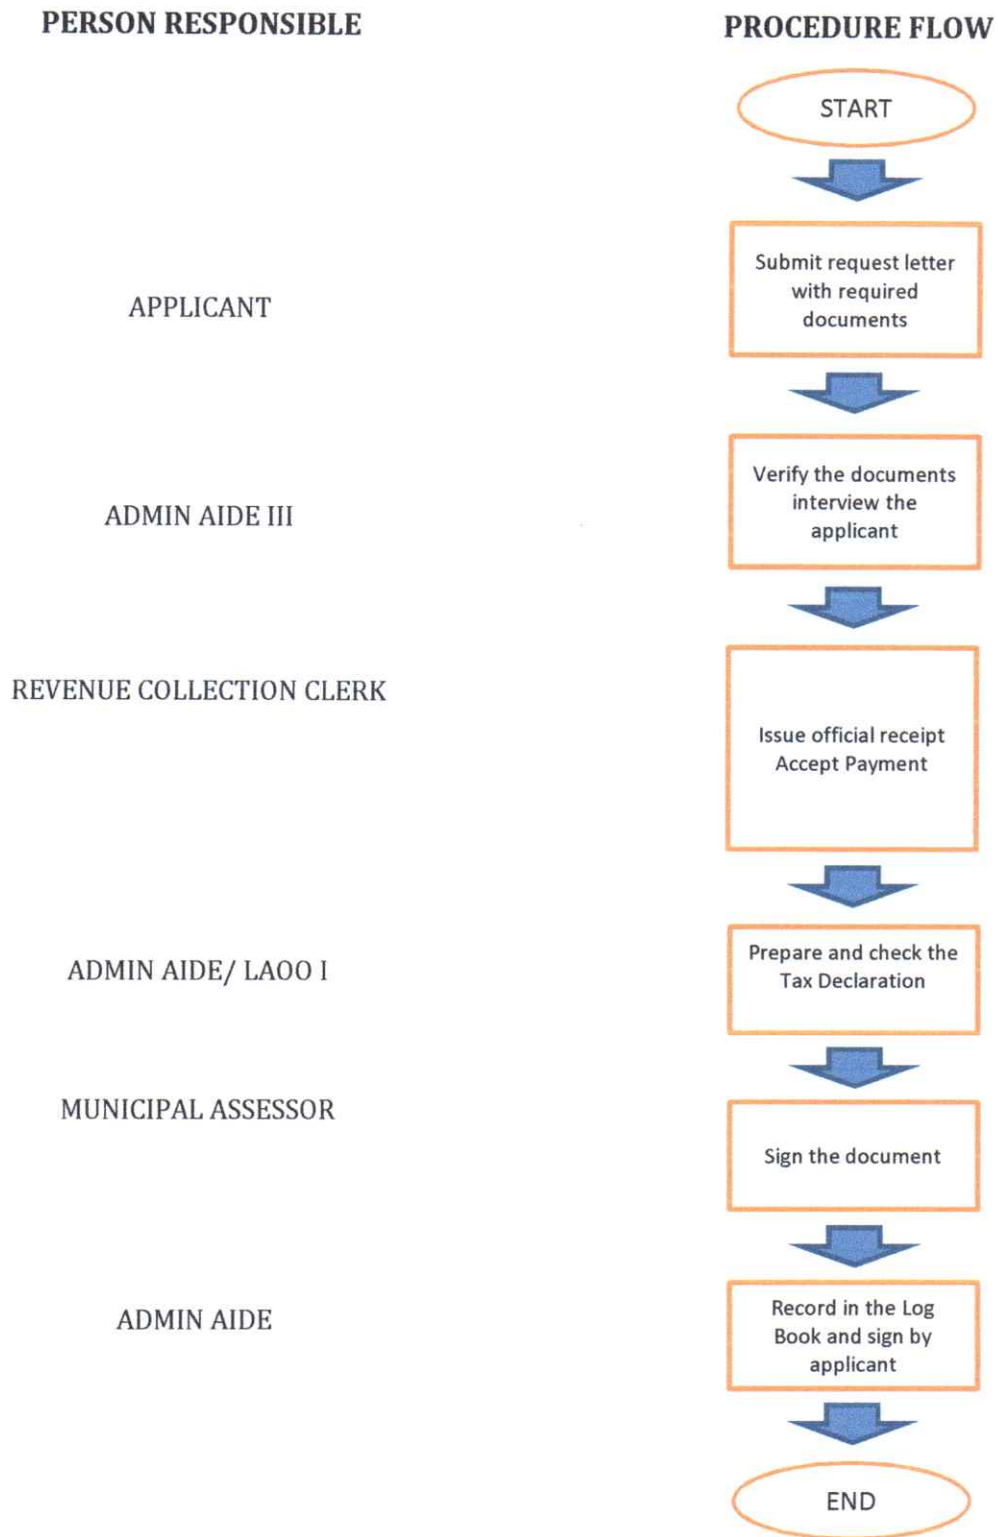 PERSON RESPONSIBLE
PROCEDURE FLOW
START
APPLICANT
Submit request letter
with required
documents
ADMIN AIDE III
Verify the documents
interview the
applicant
REVENUE COLLECTION CLERK
Issue official receipt
Accept Payment
ADMIN AIDE/ LAOO I
Prepare and check the
Tax Declaration
MUNICIPAL ASSESSOR
Sign the document
ADMIN AIDE
Record in the Log
Book and sign by
applicant
END